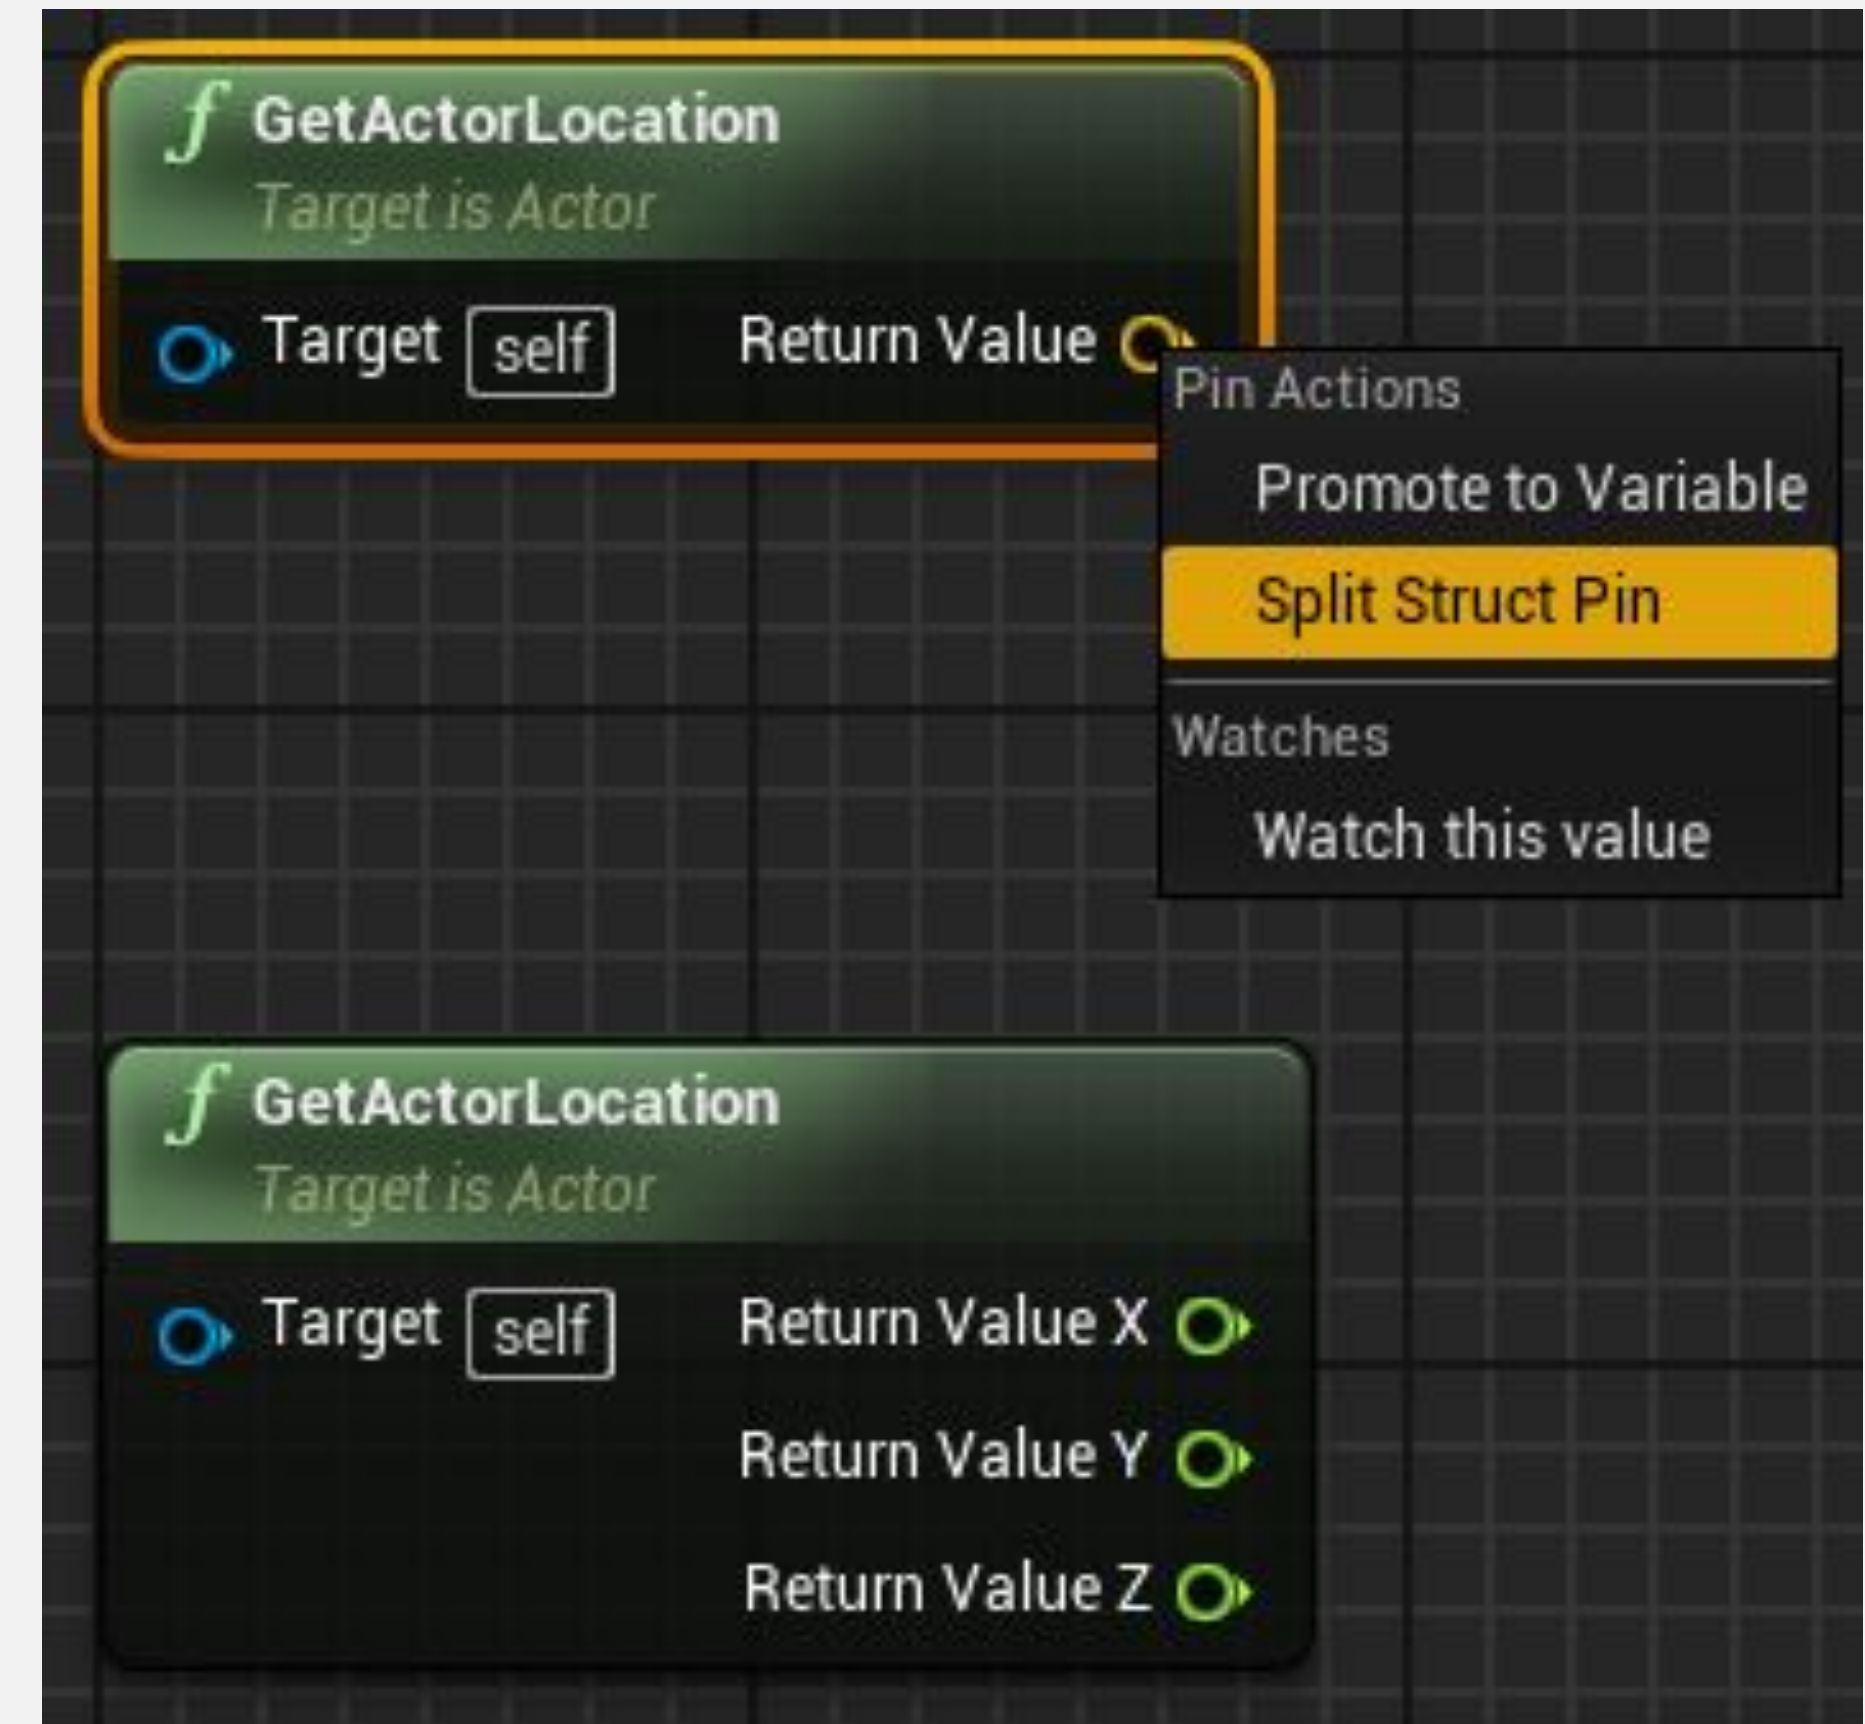 f GetActorLocation
Target is Actor
Target self Return Value
Pin Actions
Promote to Variable
Split Struct Pin
Watches
Watch this value
f GetActorLocation
Target is Actor
Target self Return Value X
Return Value Y
Return Value Z